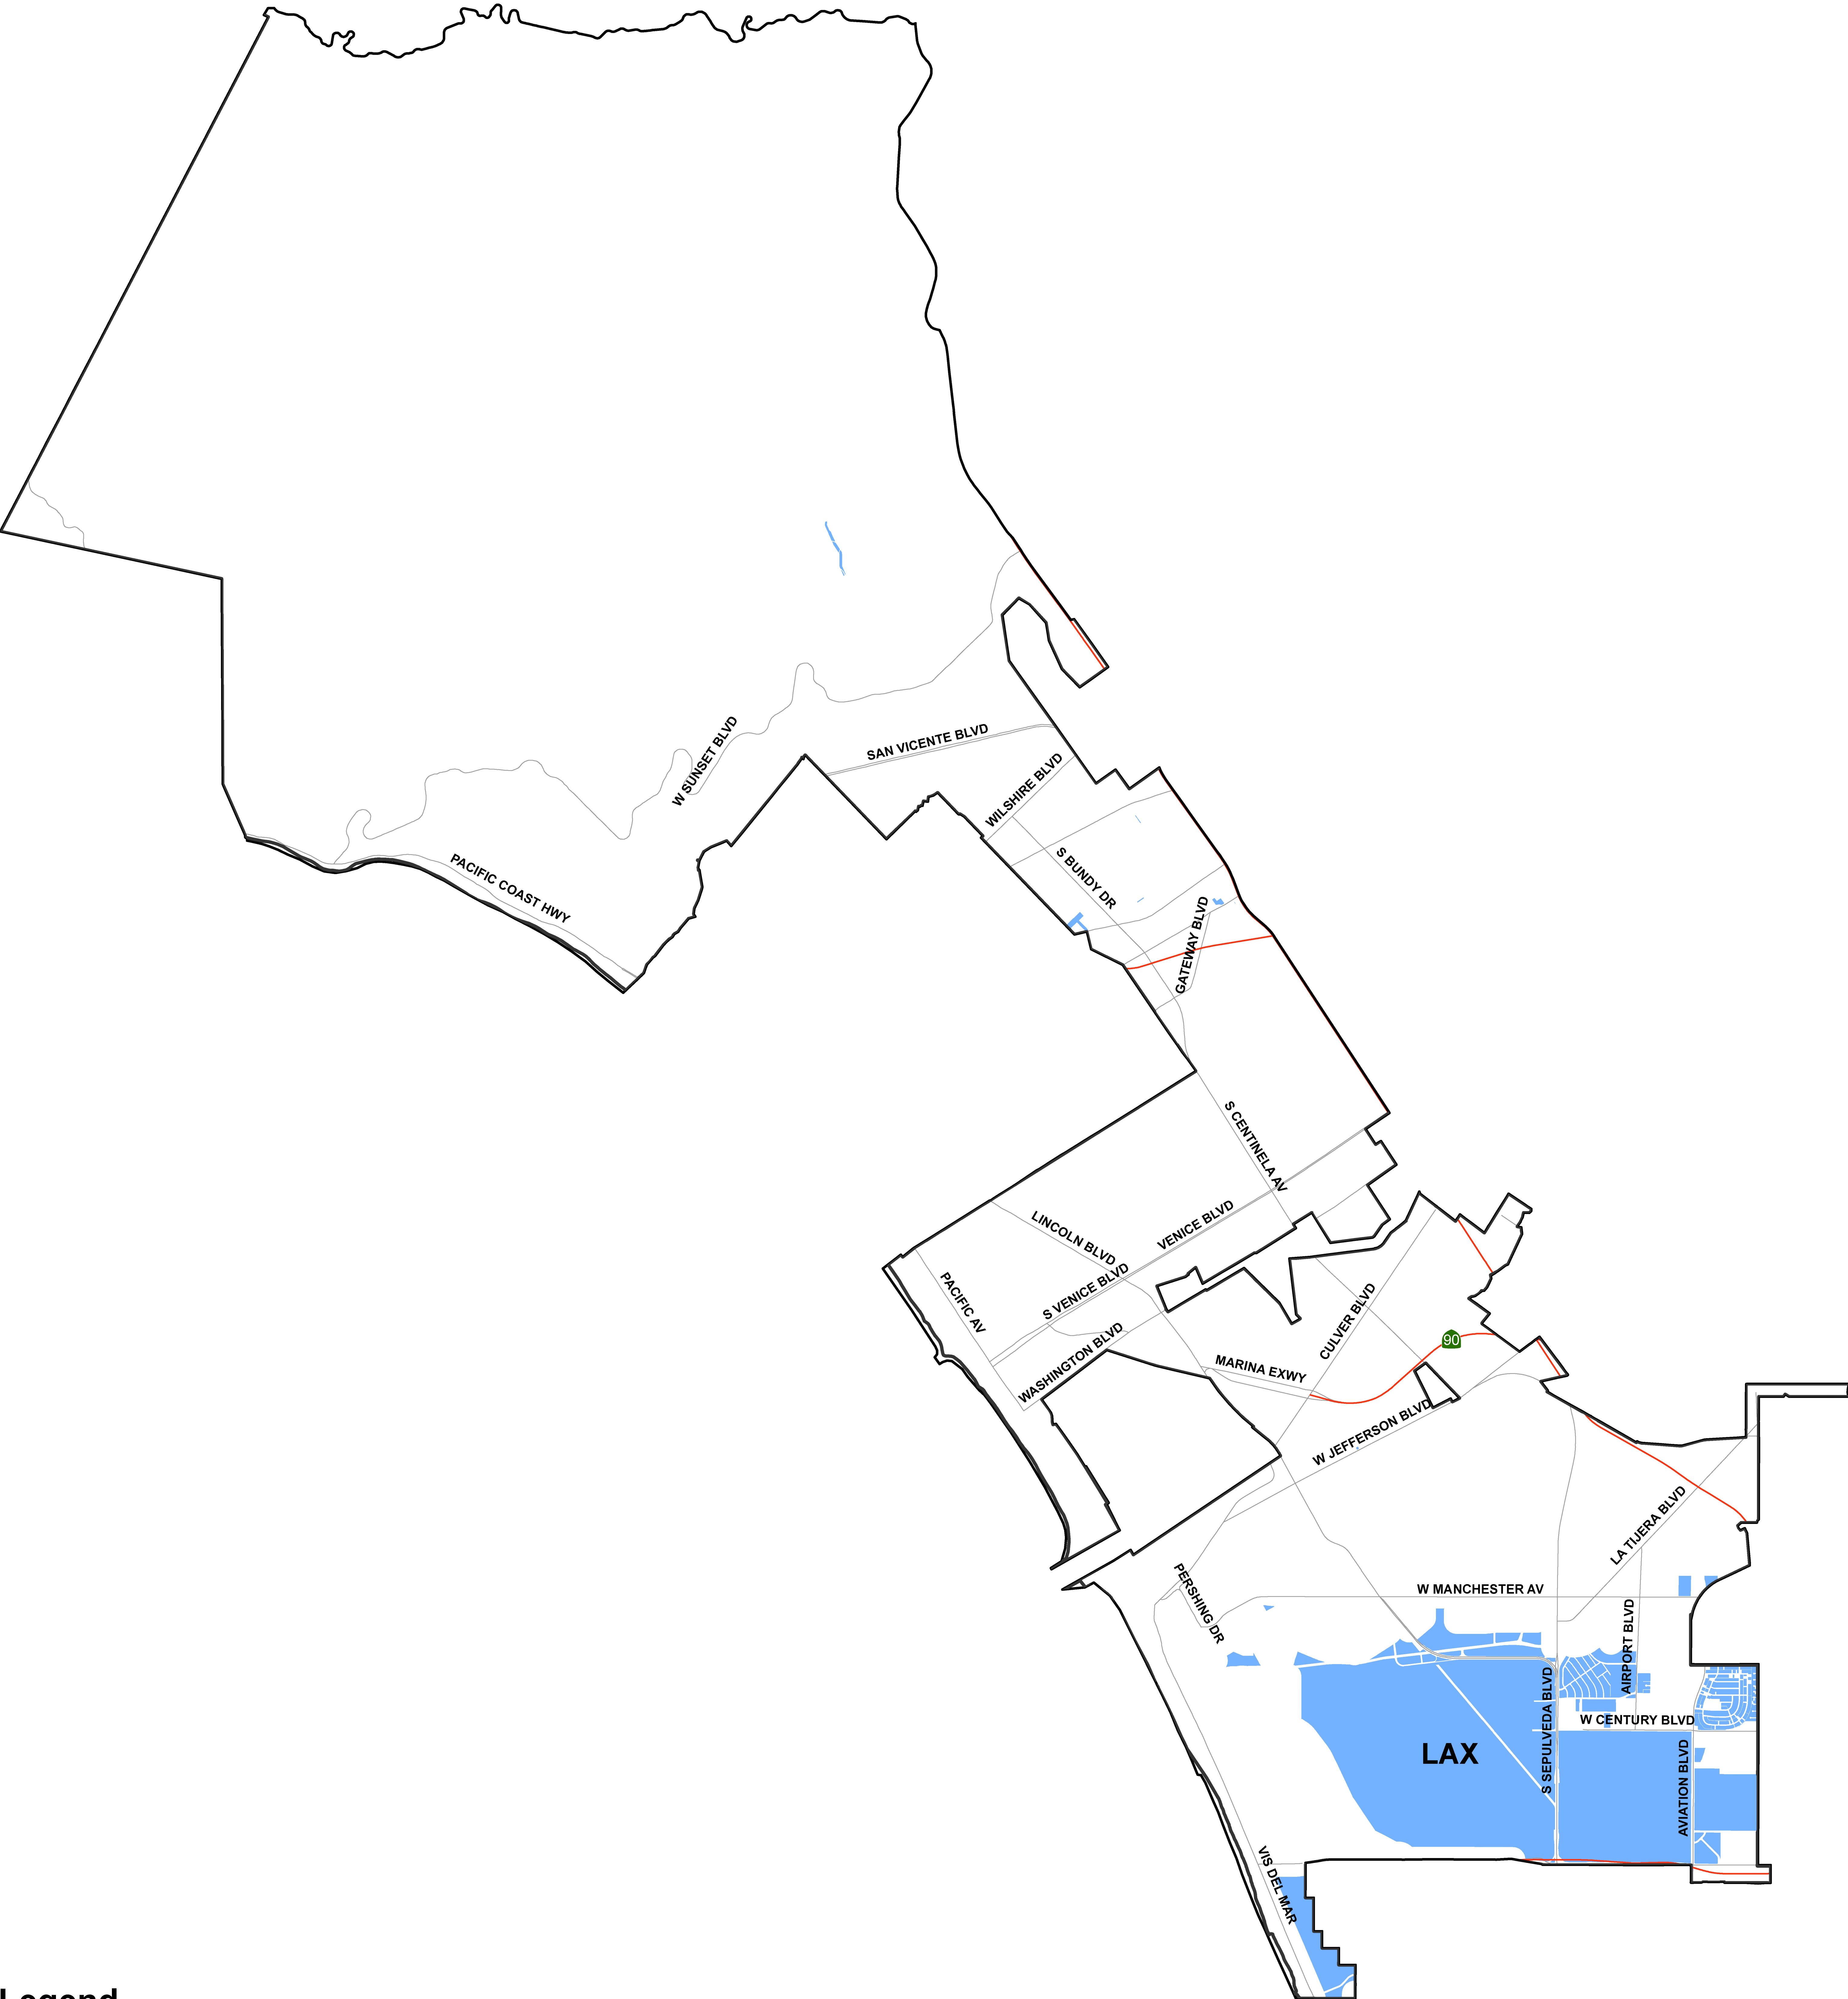 W SUNSET BLVD
SAN VICENTE BLVD
WILSHIRE BLVD
S BUNDY DR
PACIFIC COAST HWY
GATEWAY BLVD
S CENTINELA AV
LINCOLN BLVD
VENICE BLVD
PACIFIC AV
S VENICE BLVD
WASHINGTON BLVD
CULVER BLVD
90
MARINA EXWY
W JEFFERSON BLVD
LA TIJERA BLVD
PERSHING DR
W MANCHESTER AV
AIRPORT BLVD
S SEPULVEDA BLVD
W CENTURY BLVD
LAX
AVIATION BLVD
VIS DEL MAR
Legend